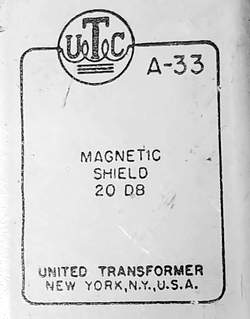 UTC
A-33
MAGNETIC
SHIELD
20 DB
UNITED TRANSFORMER
NEW YORK, N.Y., U.S.A.